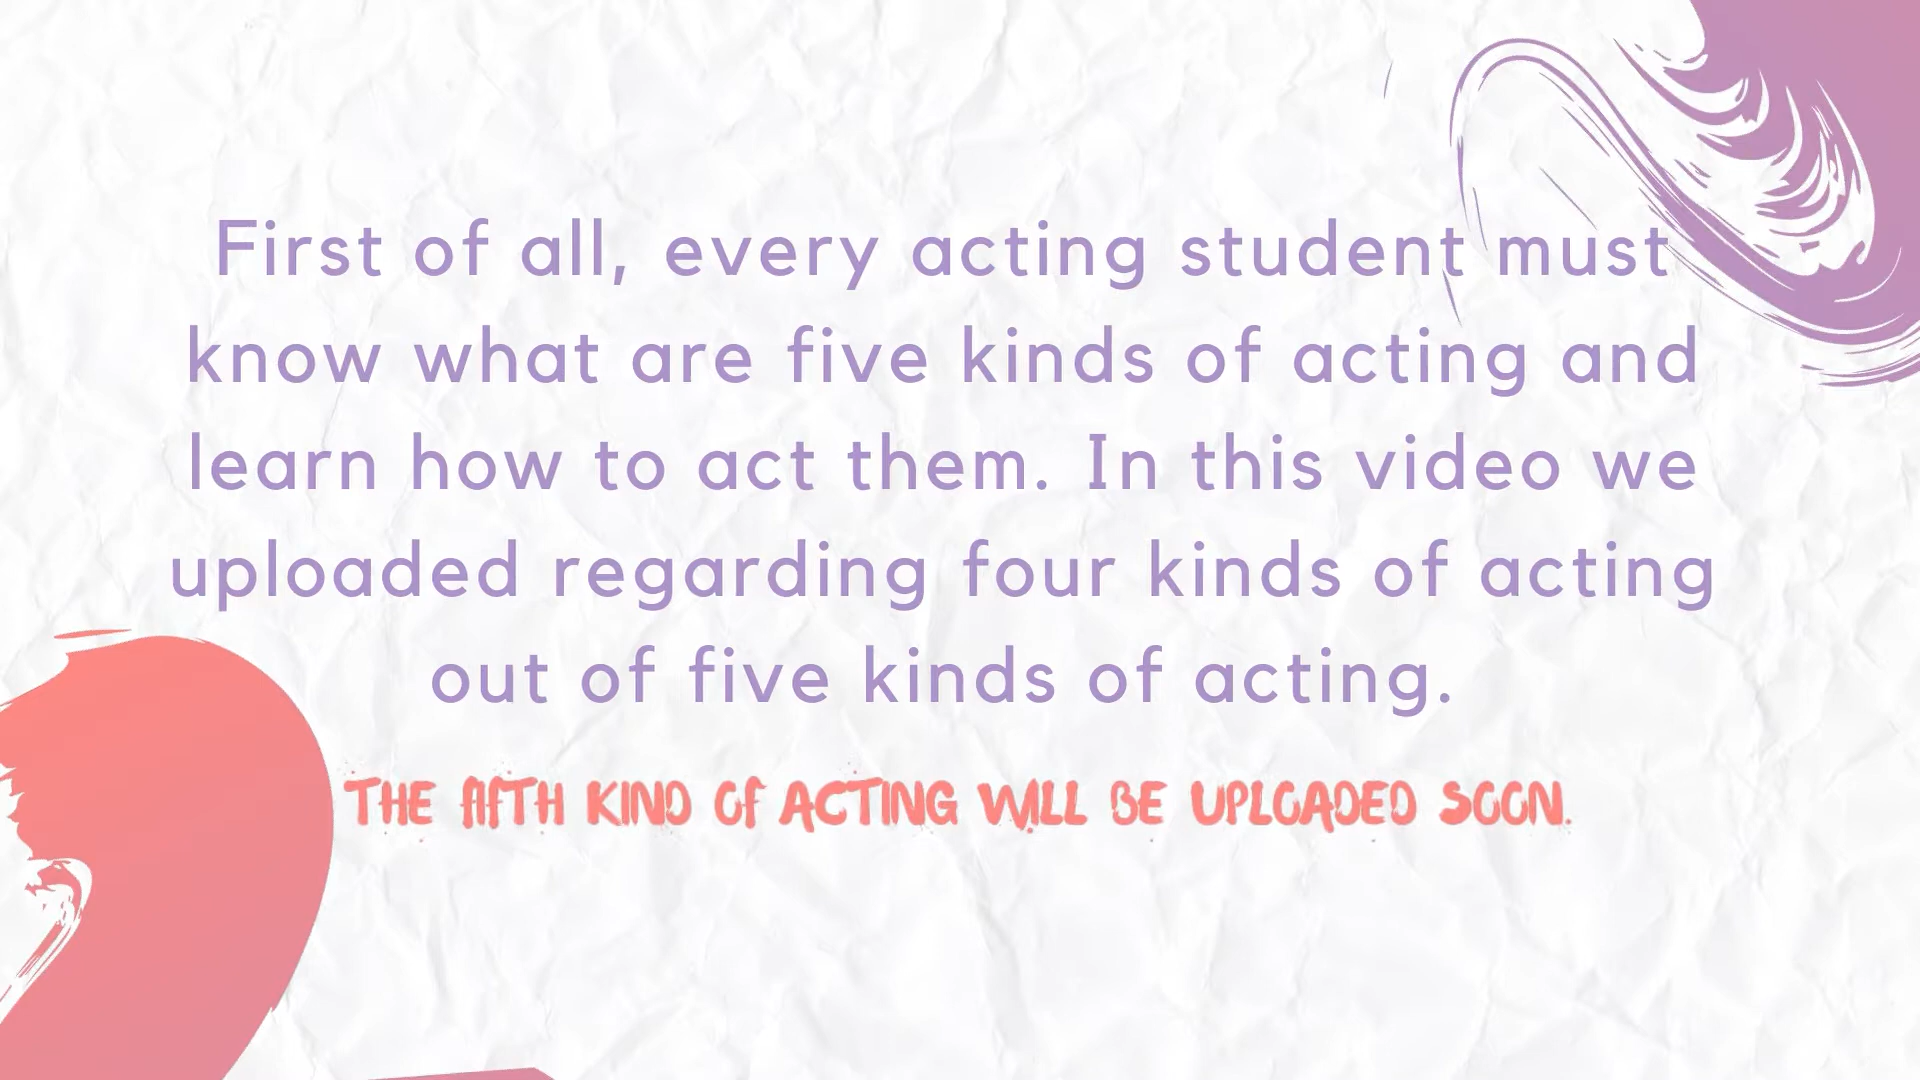 First of all, every acting student must
know what are five kinds of acting and
learn how to act them. In this video we
uploaded regarding four kinds of acting
out of five kinds of acting.
THE FIFTH KIND OF ACTING WILL BE UPLOADED SOON.